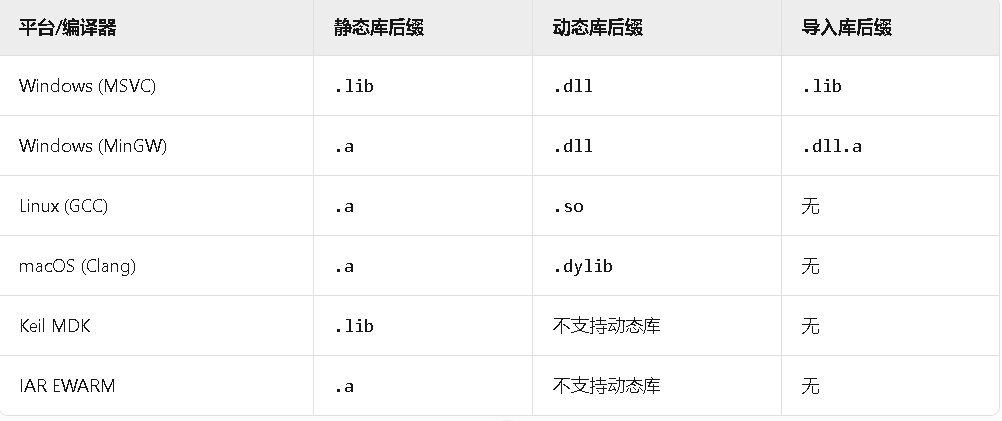 平台/编译器 静态库后缀 动态库后缀 导入库后缀
Windows (MSVC) .lib .dll .lib
Windows (MinGW) .a .dll .dll.a
Linux (GCC) .a .so 无
macOS (Clang) .a .dylib 无
Keil MDK .lib 不支持动态库 无
IAR EWARM .a 不支持动态库 无